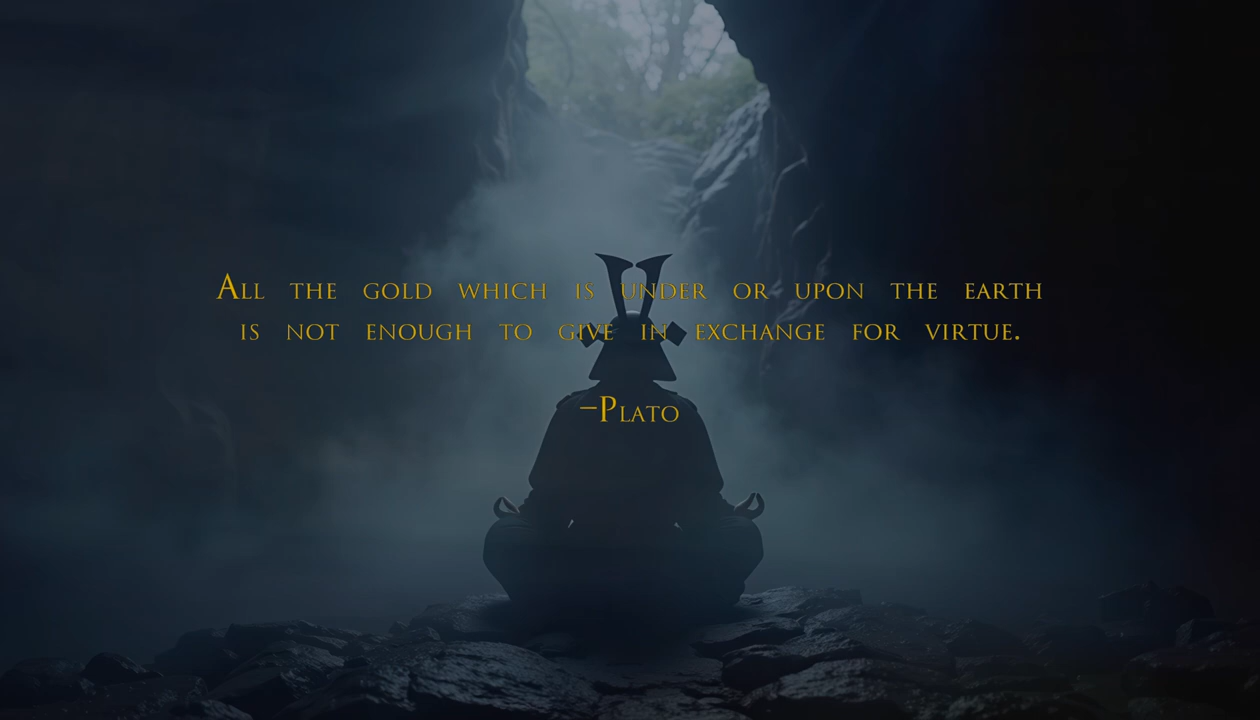 All the gold which is under or upon the earth
is not enough to give in exchange for virtue.
–Plato